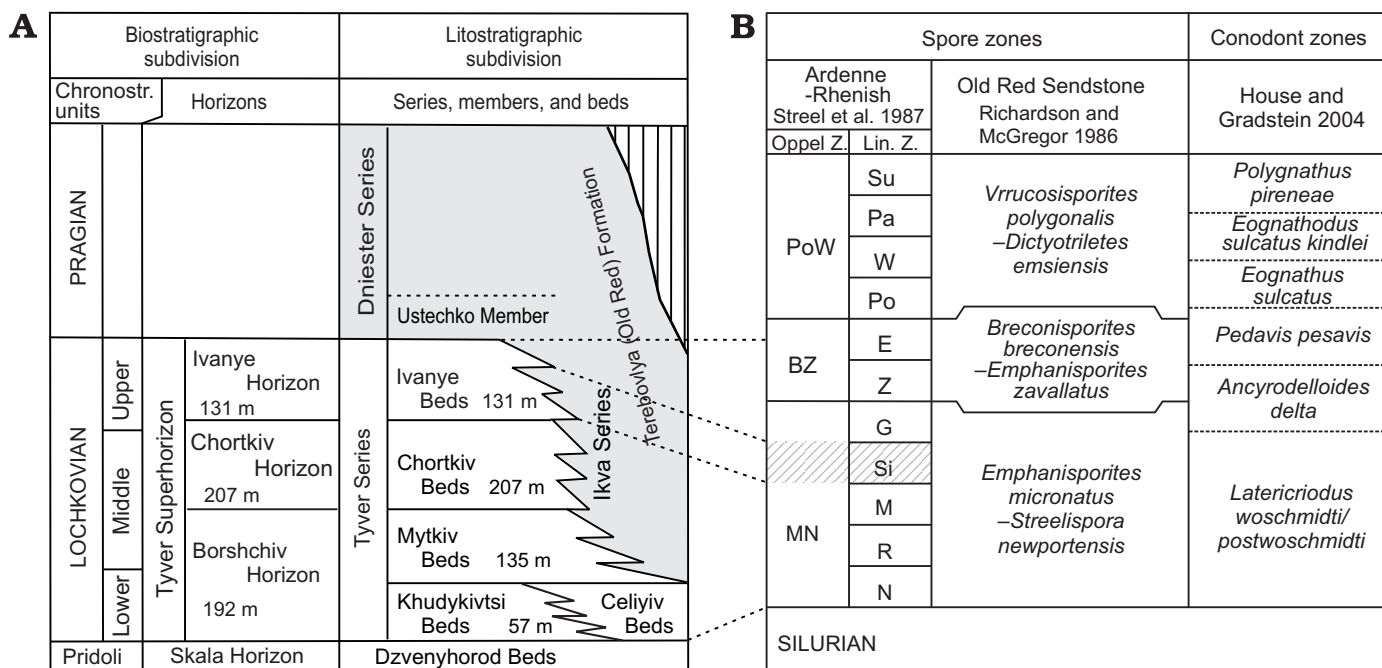 A
Biostratigraphic
subdivision
Litostratigraphic
subdivision
Chronostr.
units
Horizons
Series, members, and beds
PRAGIAN
Dniester Series
Terebovlya (Old Red) Formation
Ustechko Member
LOCHKOVIAN
Upper
Middle
Lower
Tyver Superhorizon
Ivanye
Horizon
131 m
Chortkiv
Horizon
207 m
Borshchiv
Horizon
192 m
Tyver Series
Ivanye
Beds 131 m
Chortkiv
Beds 207 m
Mytkiv
Beds 135 m
Ikva Series
Khudykivtsi
Beds 57 m
Celiyiv
Beds
Pridoli
Skala Horizon
Dzvenyhorod Beds
B
Spore zones
Conodont zones
Ardenne
-Rhenish
Streel et al. 1987
Oppel Z.
Lin. Z.
Old Red Sendstone
Richardson and
McGregor 1986
House and
Gradstein 2004
PoW
Su
Pa
W
Po
Vrrucosisporites
polygonalis
–Dictyotriletes
emsiensis
Polygnathus
pireneae
Eognathodus
sulcatus kindlei
Eognathus
sulcatus
BZ
E
Z
Breconisporites
breconensis
–Emphanisporites
zavallatus
Pedavis pesavis
Ancyrodelloides
delta
MN
G
Si
M
R
N
Emphanisporites
micronatus
–Streelispora
newportensis
Latericriodus
woschmidti/
postwoschmidti
SILURIAN